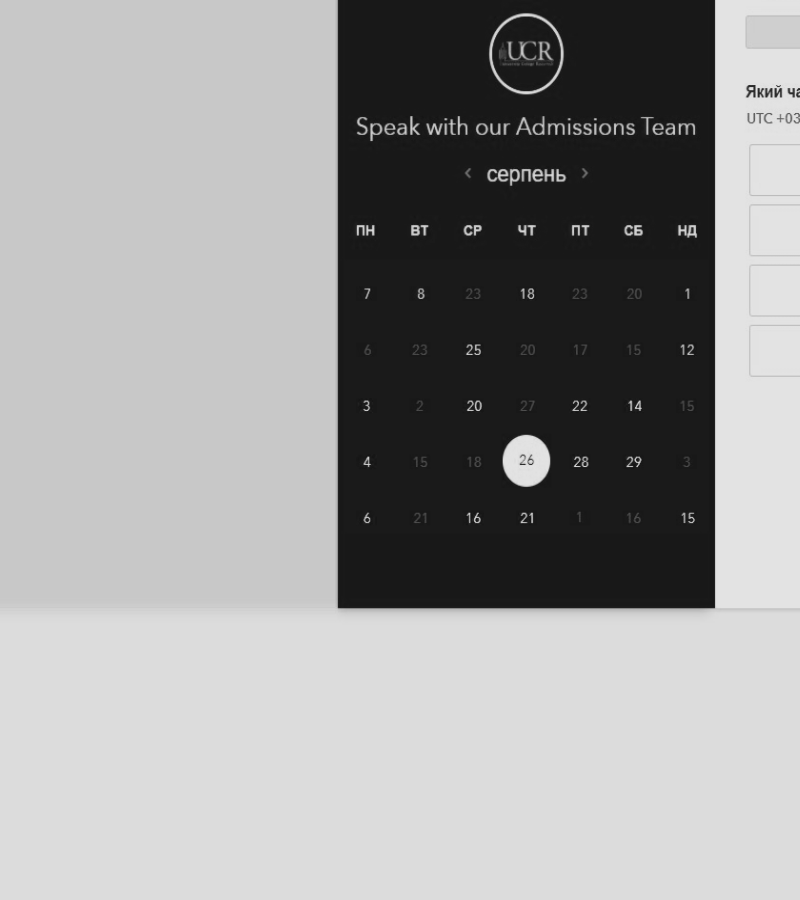 UCR
Speak with our Admissions Team
серпень
ПН ВТ СР ЧТ ПТ СБ НД
7 8 23 18 23 20 1
6 23 25 20 17 15 12
3 2 20 27 22 14 15
4 15 18 26 28 29 3
6 21 16 21 1 16 15
Який ча
UTC +03